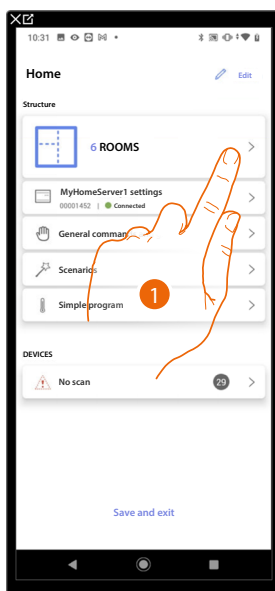 10:31
Home
Edit
Structure
6 ROOMS
MyHomeServer1 settings
00001452 | Connected
General comman
Scenarios
Simple program
1
DEVICES
No scan 29
Save and exit